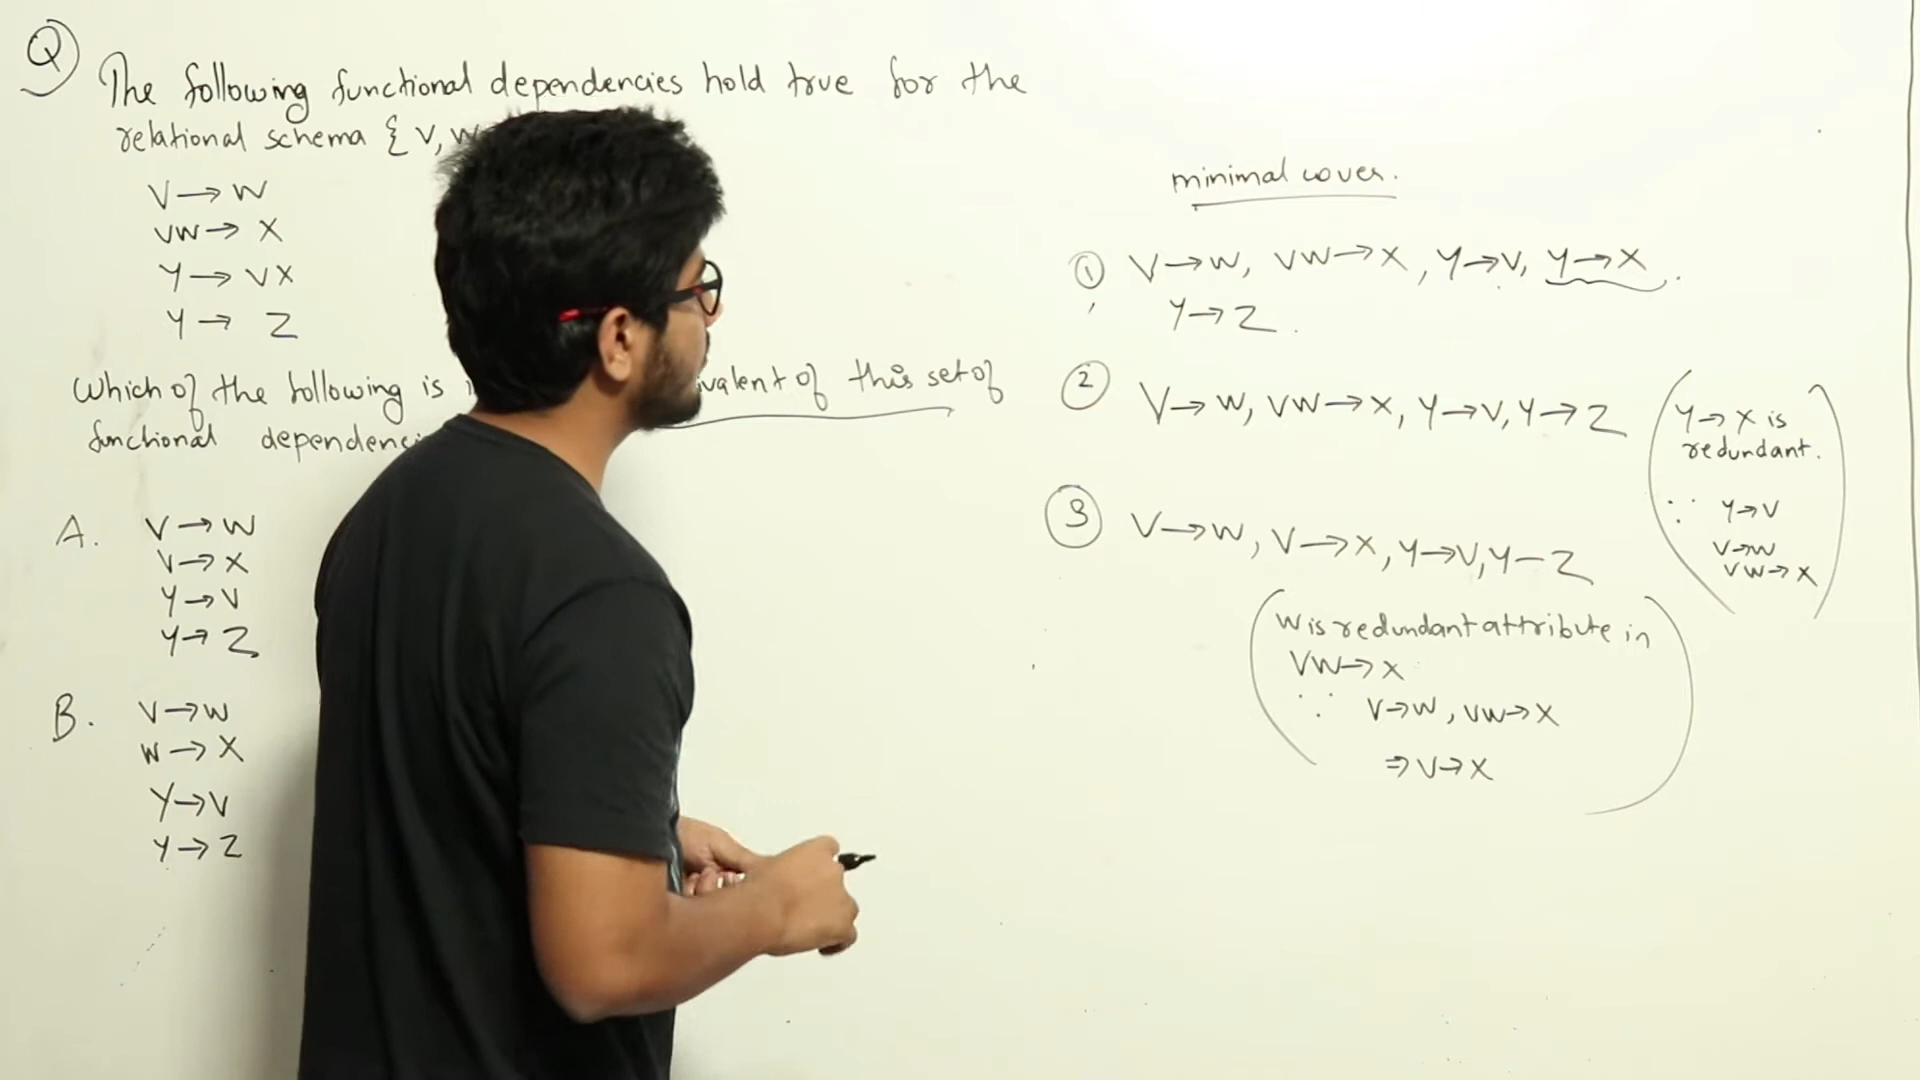 Q
The following functional dependencies hold true for the
relational schema { V, W
V → W
VW → X
Y → VX
Y → Z
Which of the following is ivalent of this set of
functional dependenci
A. V → W
V → X
Y → V
Y → Z
B. V → W
W → X
Y → V
Y → Z
minimal cover.
① V → W, VW → X, Y → V, Y → X.
Y → Z.
② V → W, VW → X, Y → V, Y → Z
(Y → X is
redundant.
∵ Y → V
V → W
VW → X)
③ V → W, V → X, Y → V, Y – Z
(W is redundant attribute in
VW → X
∵ V → W, VW → X
⇒ V → X)